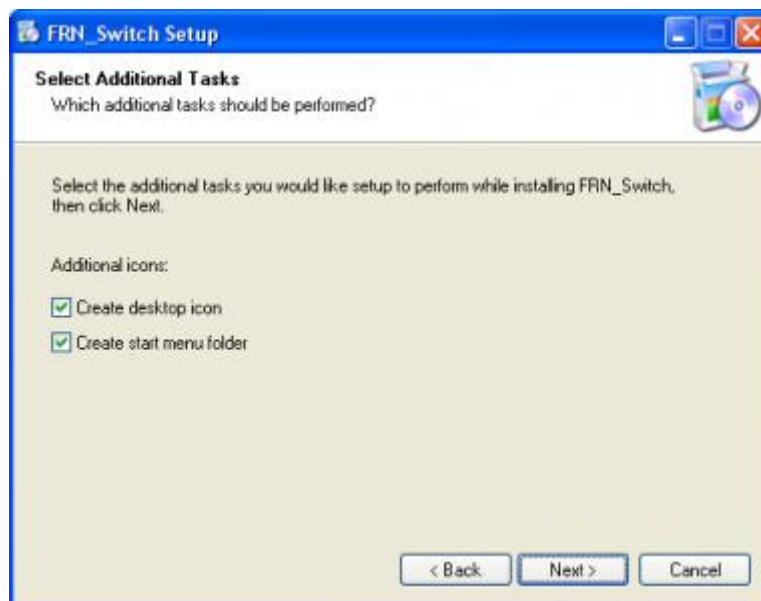 FRN_Switch Setup
Select Additional Tasks
Which additional tasks should be performed?
Select the additional tasks you would like setup to perform while installing FRN_Switch,
then click Next.
Additional icons:
Create desktop icon
Create start menu folder
< Back
Next >
Cancel